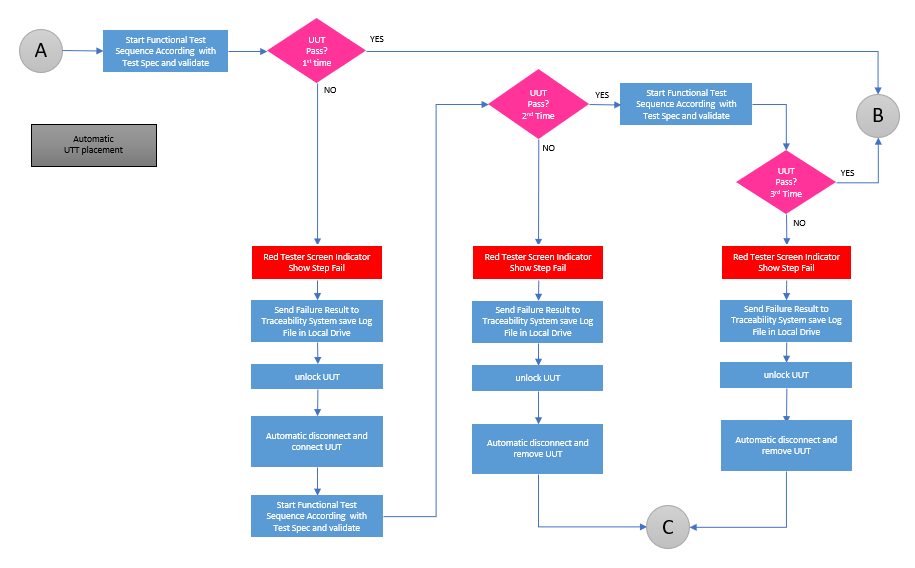 A
Start Functional Test
Sequence According with
Test Spec and validate
UUT
Pass?
1st time
YES
NO
Automatic
UTT placement
UUT
Pass?
2nd Time
YES
NO
Start Functional Test
Sequence According with
Test Spec and validate
B
UUT
Pass?
3rd Time
YES
NO
Red Tester Screen Indicator
Show Step Fail
Send Failure Result to
Traceability System save Log
File in Local Drive
unlock UUT
Automatic disconnect and
connect UUT
Start Functional Test
Sequence According with
Test Spec and validate
Red Tester Screen Indicator
Show Step Fail
Send Failure Result to
Traceability System save Log
File in Local Drive
unlock UUT
Automatic disconnect and
remove UUT
Red Tester Screen Indicator
Show Step Fail
Send Failure Result to
Traceability System save Log
File in Local Drive
unlock UUT
Automatic disconnect and
remove UUT
C